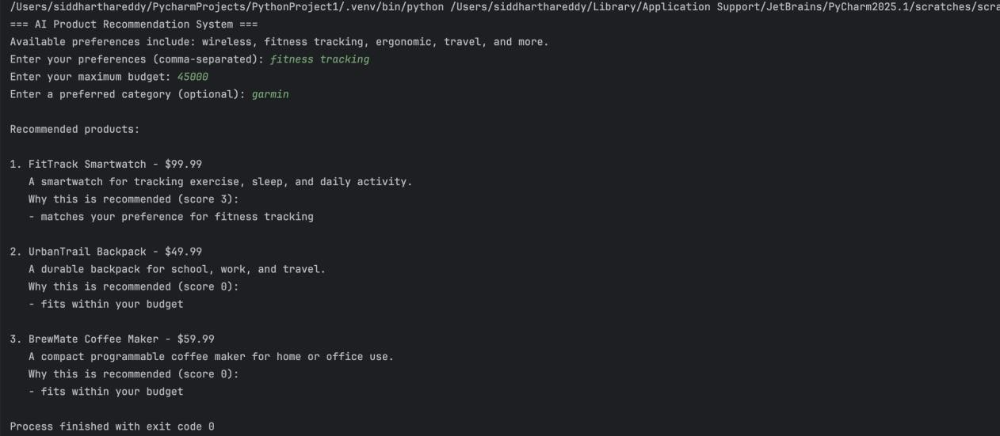 /Users/siddharthareddy/PycharmProjects/PythonProject1/.venv/bin/python /Users/siddharthareddy/Library/Application Support/JetBrains/PyCharm2025.1/scratches/scra
=== AI Product Recommendation System ===
Available preferences include: wireless, fitness tracking, ergonomic, travel, and more.
Enter your preferences (comma-separated): fitness tracking
Enter your maximum budget: 45000
Enter a preferred category (optional): garmin
Recommended products:
1. FitTrack Smartwatch - $99.99
A smartwatch for tracking exercise, sleep, and daily activity.
Why this is recommended (score 3):
- matches your preference for fitness tracking
2. UrbanTrail Backpack - $49.99
A durable backpack for school, work, and travel.
Why this is recommended (score 0):
- fits within your budget
3. BrewMate Coffee Maker - $59.99
A compact programmable coffee maker for home or office use.
Why this is recommended (score 0):
- fits within your budget
Process finished with exit code 0